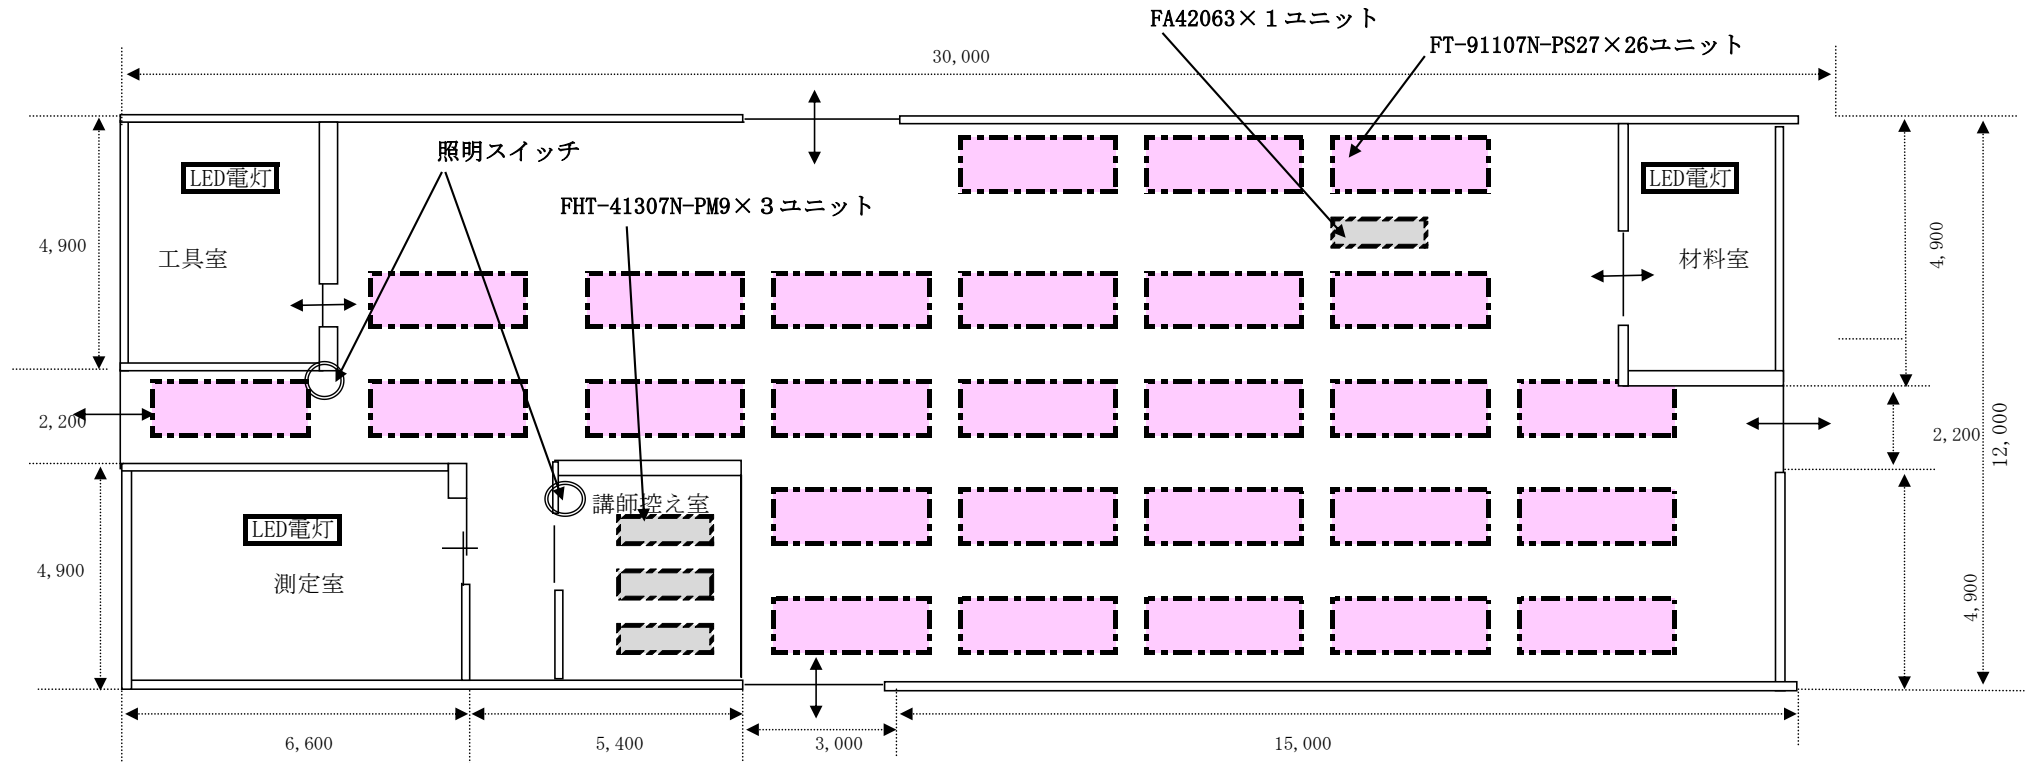 FA42063×１ユニット
FT-91107N-PS27×26ユニット
30,000
照明スイッチ
LED電灯
LED電灯
FHT-41307N-PM9×３ユニット
4,900
工具室
材料室
4,900
2,200
2,200
12,000
講師控え室
LED電灯
4,900
測定室
4,900
6,600
5,400
3,000
15,000